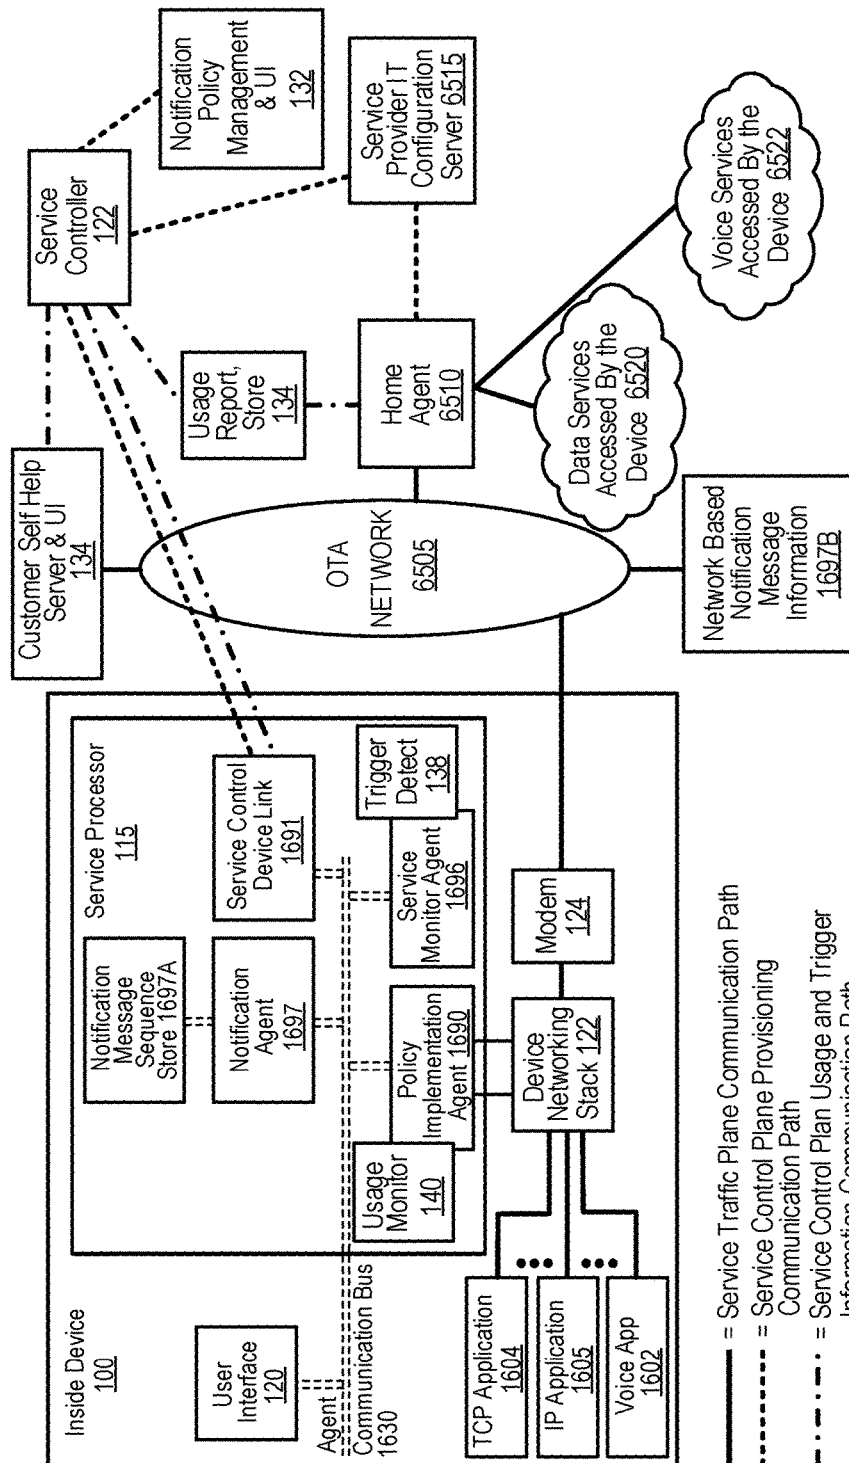 Inside Device
100
User
Interface
120
Agent
Communication Bus
1630
TCP Application
1604
IP Application
1605
Voice App
1602
Service Processor
115
Notification
Message
Sequence
Store 1697A
Notification
Agent
1697
Service Control
Device Link
1691
Usage
Monitor
140
Policy
Implementation
Agent 1690
Service
Monitor Agent
1696
Trigger
Detect
138
Device
Networking
Stack 122
Modem
124
Customer Self Help
Server & UI
134
OTA
NETWORK
6505
Network Based
Notification
Message
Information
1697B
Usage
Report,
Store
134
Home
Agent
6510
Service
Controller
122
Notification
Policy
Management
& UI
132
Service
Provider IT
Configuration
Server 6515
Data Services
Accessed By the
Device 6520
Voice Services
Accessed By the
Device 6522
= Service Traffic Plane Communication Path
= Service Control Plane Provisioning
Communication Path
= Service Control Plan Usage and Trigger
Information Communication Path